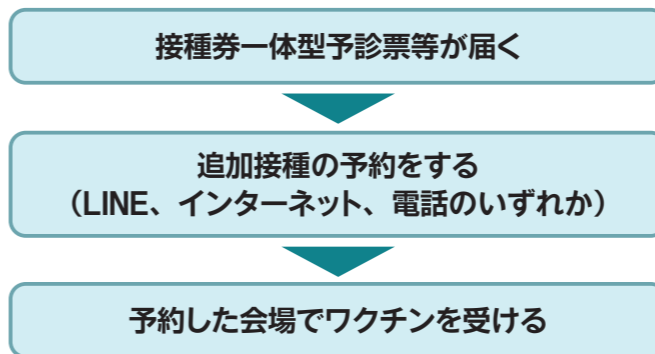 接種券一体型予診票等が届く
追加接種の予約をする
（LINE、インターネット、電話のいずれか）
予約した会場でワクチンを受ける